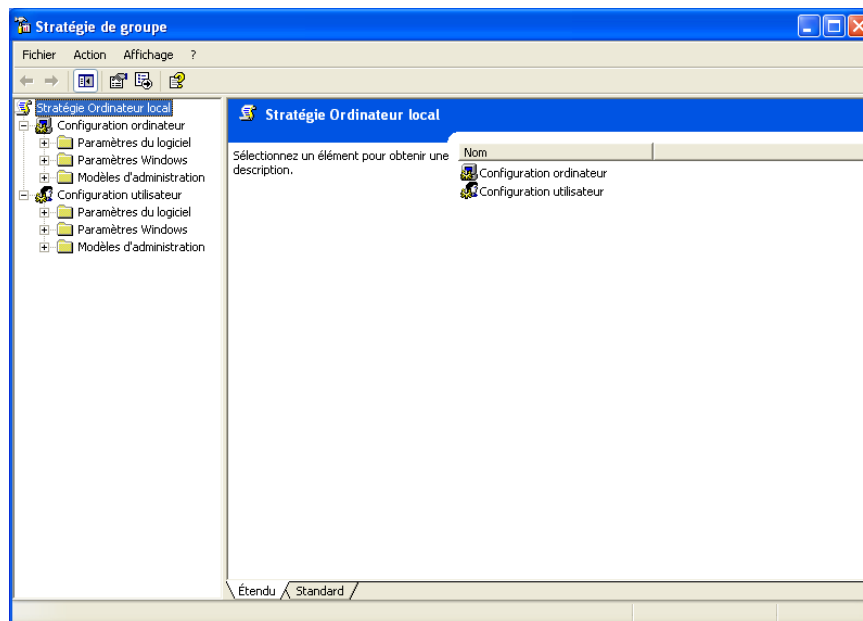 Stratégie de groupe
Fichier Action Affichage ?
Stratégie Ordinateur local
Configuration ordinateur
Paramètres du logiciel
Paramètres Windows
Modèles d'administration
Configuration utilisateur
Paramètres du logiciel
Paramètres Windows
Modèles d'administration
Stratégie Ordinateur local
Sélectionnez un élément pour obtenir une
description.
Nom
Configuration ordinateur
Configuration utilisateur
Étendu Standard